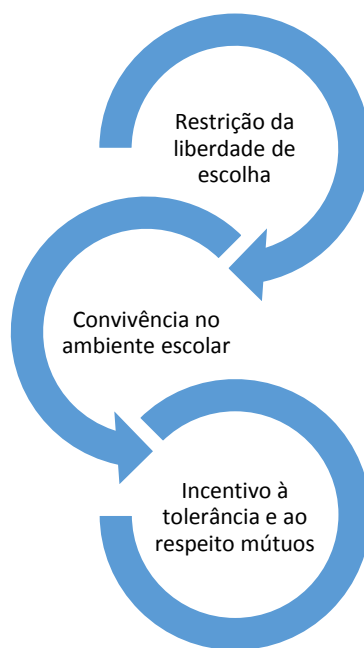 Restrição da
liberdade de
escolha
Convivência no
ambiente escolar
Incentivo à
tolerância e ao
respeito mútuos